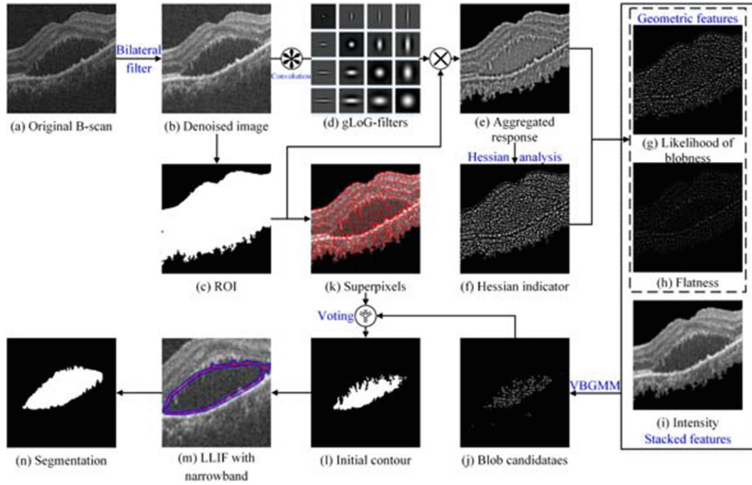 Geometric features
Bilateral
filter
Convolution
(a) Original B-scan
(b) Denoised image
(d) gLoG-filters
(e) Aggregated
response
(g) Likelihood of
blobness
Hessian analysis
(c) ROI
(k) Superpixels
(f) Hessian indicator
(h) Flatness
Voting
VBGMM
(i) Intensity
Stacked features
(n) Segmentation
(m) LLIF with
narrowband
(l) Initial contour
(j) Blob candidataes